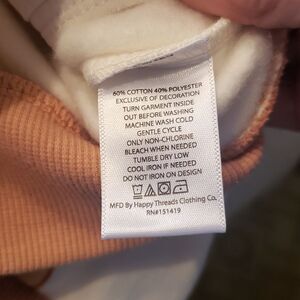 60% COTTON 40% POLYESTER
EXCLUSIVE OF DECORATION
TURN GARMENT INSIDE
OUT BEFORE WASHING
MACHINE WASH COLD
GENTLE CYCLE
ONLY NON-CHLORINE
BLEACH WHEN NEEDED
TUMBLE DRY LOW
COOL IRON IF NEEDED
DO NOT IRON ON DESIGN
MFD By Happy Threads Clothing Co.
RN#151419